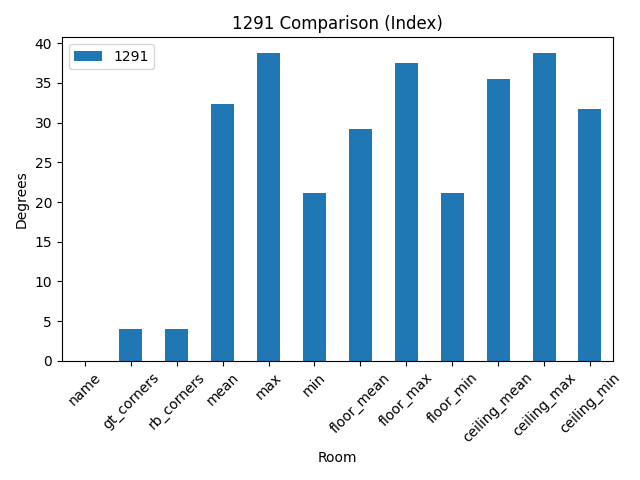 1291 Comparison (Index)
1291
Degrees
40
35
30
25
20
15
10
5
0
name
gt_corners
rb_corners
mean
max
min
floor_mean
floor_max
floor_min
ceiling_mean
ceiling_max
ceiling_min
Room